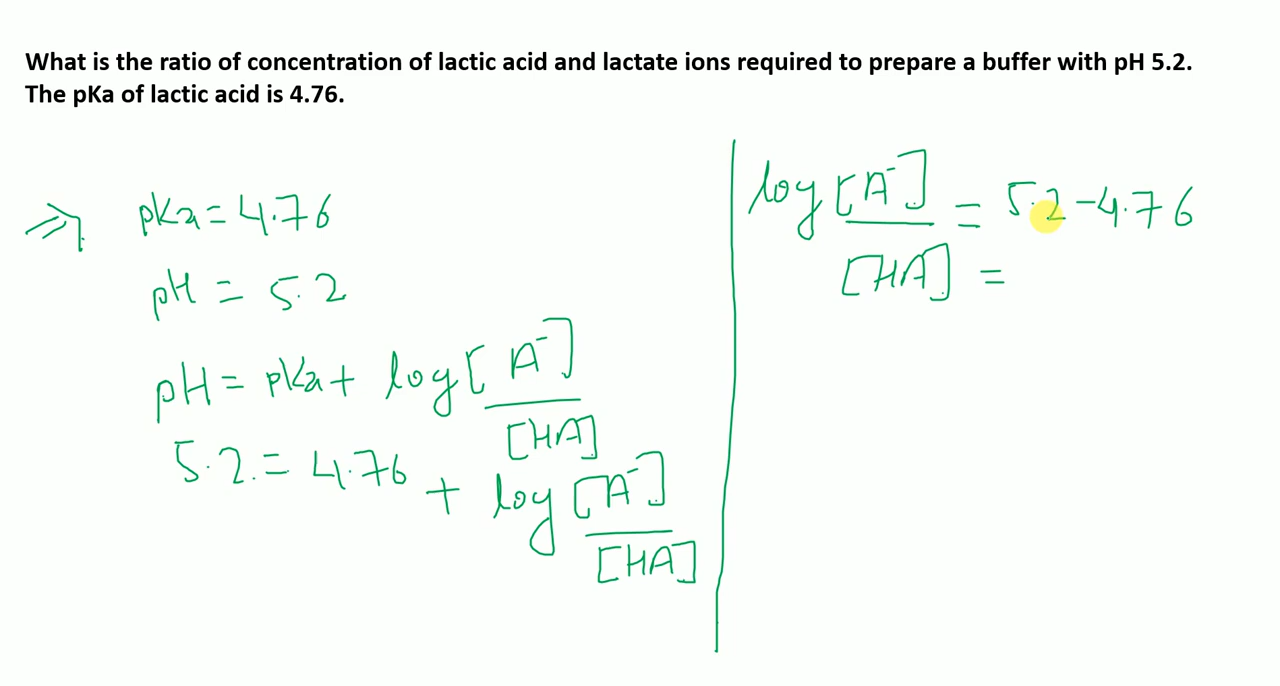 What is the ratio of concentration of lactic acid and lactate ions required to prepare a buffer with pH 5.2.
The pKa of lactic acid is 4.76.
⇒ pKa = 4.76
pH = 5.2
pH = pKa + log [A⁻]
[HA]
5.2. = 4.76 + log [A⁻]
[HA]
log [A⁻] = 5.2 - 4.76
[HA] =